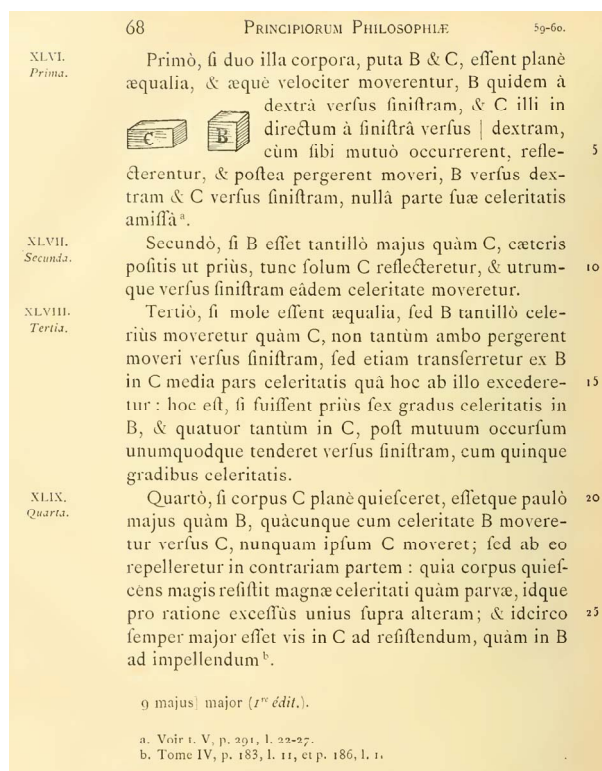 68 PRINCIPIORUM PHILOSOPHIÆ 59-60.
XLVI.
Prima.
Primò, ſi duo illa corpora, puta B & C, eſſent planè
æqualia, & æquè velociter moverentur, B quidem à
dextrâ verſus ſiniſtram, & C illi in
C B directum à ſiniſtrâ verſus | dextram,
cùm ſibi mutuò occurrerent, refle- 5
cterentur, & poſtea pergerent moveri, B verſus dex-
tram & C verſus ſiniſtram, nullâ parte ſuæ celeritatis
amiſſâ a.
XLVII.
Secunda.
Secundò, ſi B eſſet tantillò majus quàm C, cæteris
poſitis ut priùs, tunc ſolum C reflecteretur, & utrum- 10
que verſus ſiniſtram eâdem celeritate moveretur.
XLVIII.
Tertia.
Tertiò, ſi mole eſſent æqualia, ſed B tantillò cele-
riùs moveretur quàm C, non tantùm ambo pergerent
moveri verſus ſiniſtram, ſed etiam transferretur ex B
in C media pars celeritatis quâ hoc ab illo excedere- 15
tur : hoc eſt, ſi fuiſſent priùs ſex gradus celeritatis in
B, & quatuor tantùm in C, poſt mutuum occurſum
unumquodque tenderet verſus ſiniſtram, cum quinque
gradibus celeritatis.
XLIX.
Quarta.
Quartò, ſi corpus C planè quieſceret, eſſetque paulò 20
majus quàm B, quâcunque cum celeritate B movere-
tur verſus C, nunquam ipſum C moveret; ſed ab eo
repelleretur in contrariam partem : quia corpus quieſ-
cens magis reſiſtit magnæ celeritati quàm parvæ, idque
pro ratione exceſſûs unius ſupra alteram; & idcirco 25
ſemper major eſſet vis in C ad reſiſtendum, quàm in B
ad impellendum b.
9 majus] major (1re édit.).
a. Voir t. V, p. 291, l. 22-27.
b. Tome IV, p. 183, l. 11, et p. 186, l. 1.